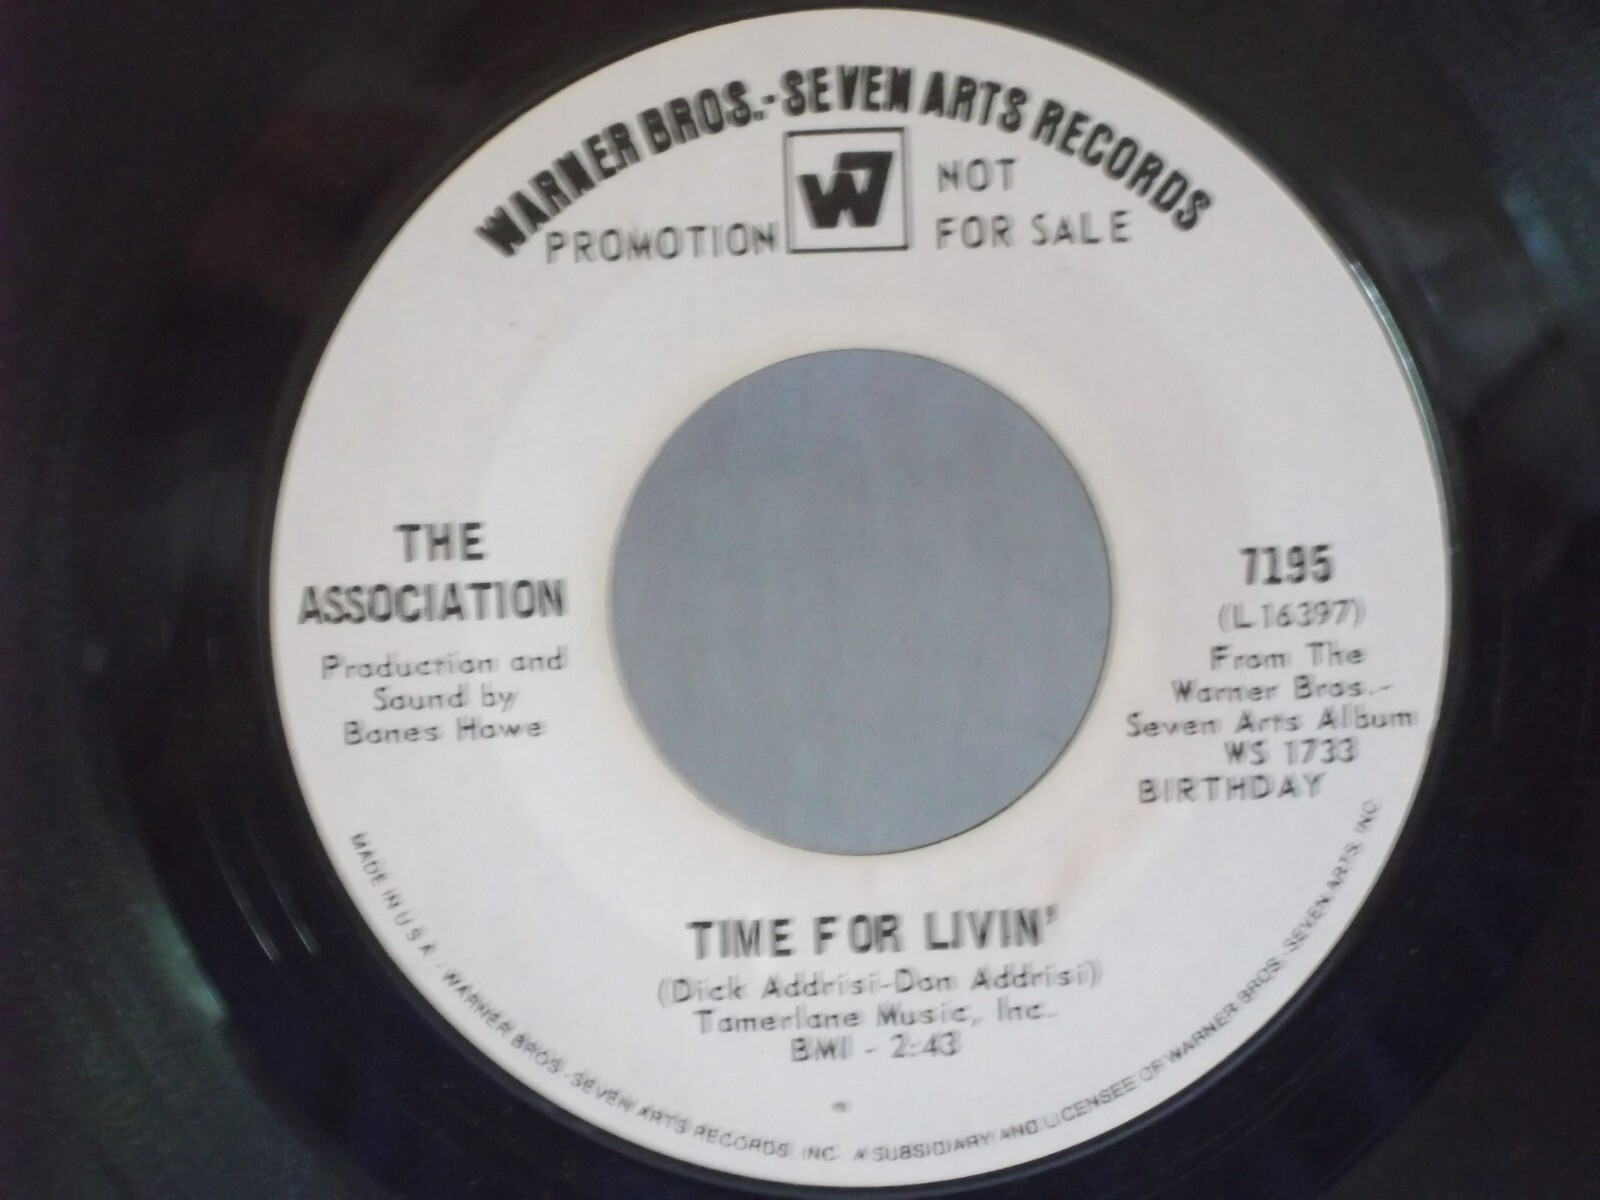 WARNER BROS.-SEVEN ARTS RECORDS
PROMOTION
W7
NOT
FOR SALE
THE
ASSOCIATION
Production and
Sound by
Bones Howe
7195
(L 16397)
From The
Warner Bros.-
Seven Arts Album
WS 1733
BIRTHDAY
TIME FOR LIVIN'
(Dick Addrisi-Don Addrisi)
Tamerlane Music, Inc.
BMI - 2:43
MADE IN U.S.A. · WARNER BROS.-SEVEN ARTS RECORDS, INC. A SUBSIDIARY AND LICENSEE OF WARNER BROS.-SEVEN ARTS, INC.